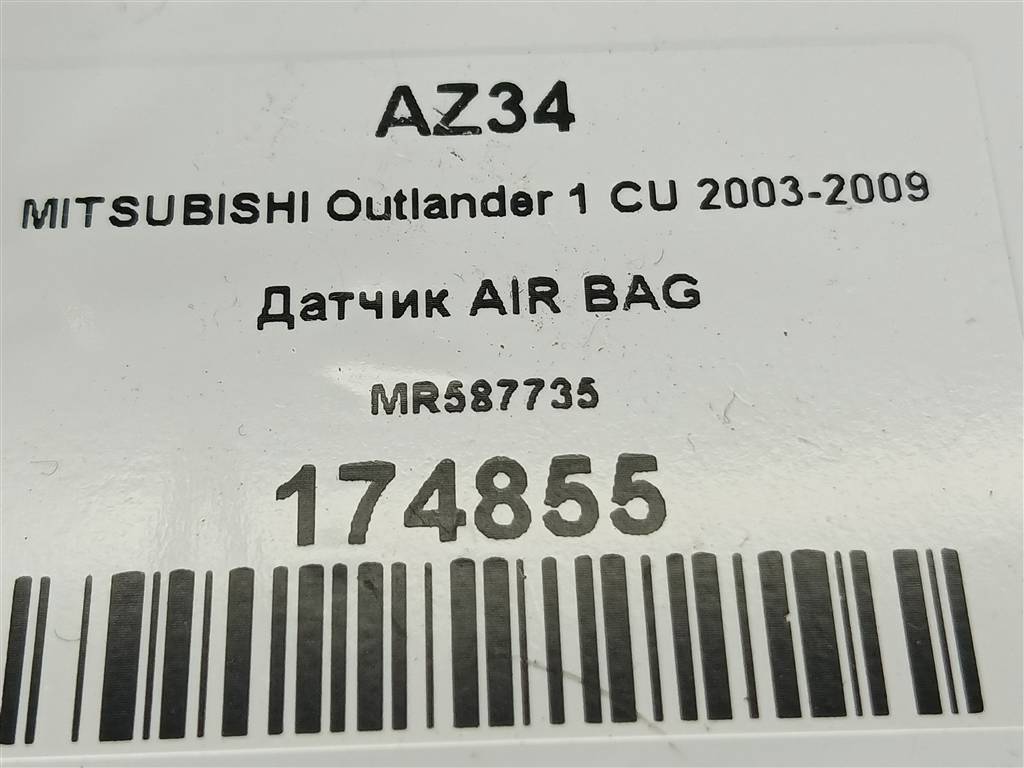 AZ34
MITSUBISHI Outlander 1 CU 2003-2009
Датчик AIR BAG
MR587735
174855